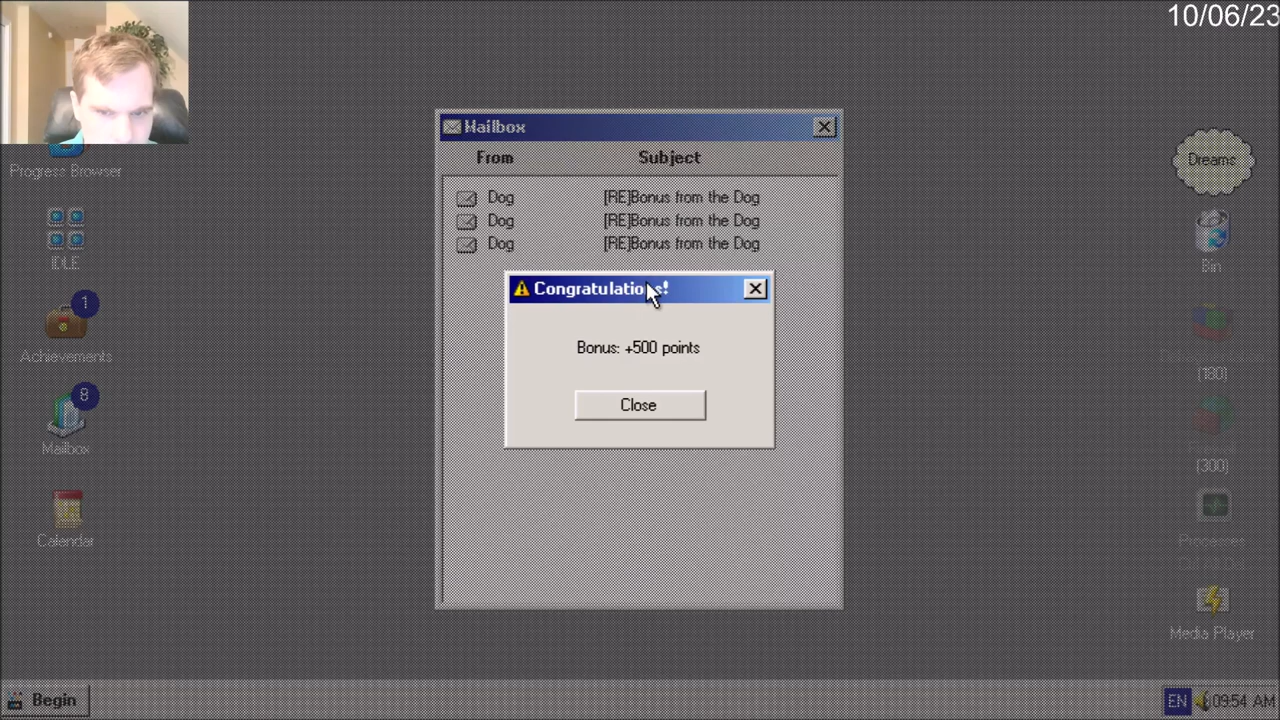 10/06/23
Mailbox
From Subject
Dog [RE]Bonus from the Dog
Dog [RE]Bonus from the Dog
Dog [RE]Bonus from the Dog
Congratulations!
Bonus: +500 points
Close
Progress Browser
IDLE
1
Achievements
8
Mailbox
Calendar
Dreams
Bin
(180)
(300)
Processes
Media Player
Begin
EN 09:54 AM